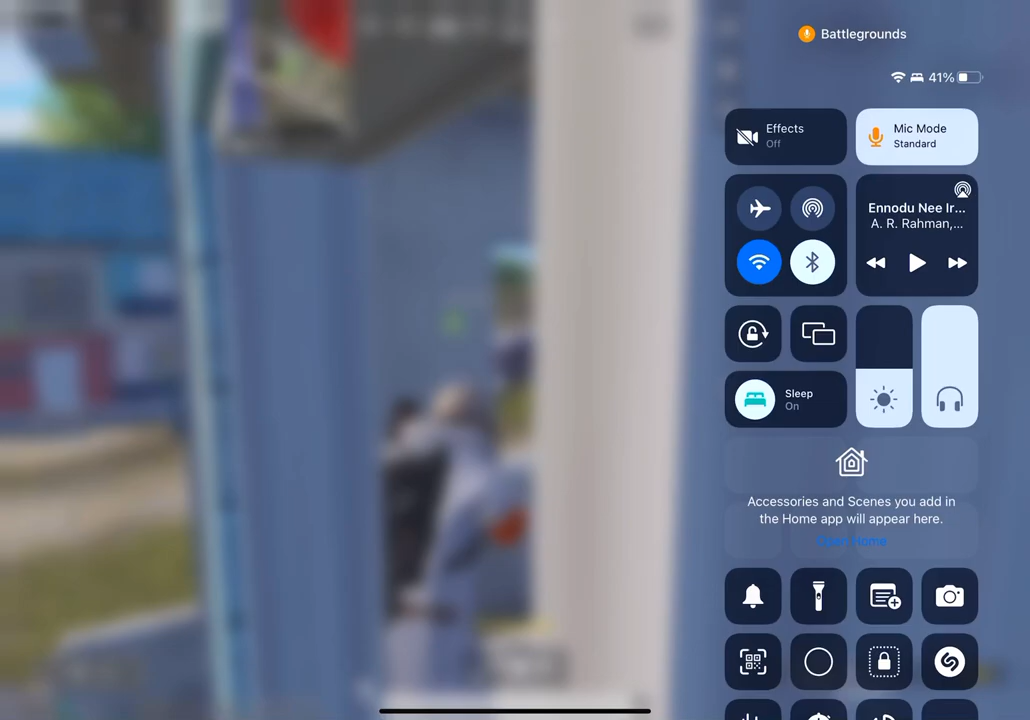 Battlegrounds
41%
Effects
Off
Mic Mode
Standard
Ennodu Nee Ir...
A. R. Rahman,...
Sleep
On
Accessories and Scenes you add in
the Home app will appear here.
Open Home